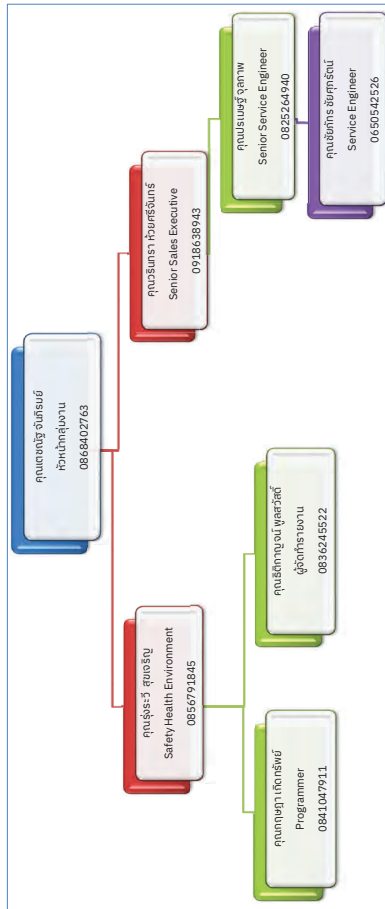 คุณเตชณัฐ จันทิรมย์
หัวหน้ากลุ่มงาน
0868402763
คุณรุ่งระวี สุขเจริญ
Safety Health Environment
0856791845
คุณวรินทรา ห้วยศรีจันทร์
Senior Sales Executive
0918638943
คุณกฤษฎา เกิดทรัพย์
Programmer
0841047911
คุณธิติกาญจน์ พูลสวัสดิ์
ผู้จัดทำรายงาน
0836245522
คุณปรเมษฐ์ จุลภาพ
Senior Service Engineer
0825264940
คุณชัยภัทร ชัยศุภรัตน์
Service Engineer
0650542526